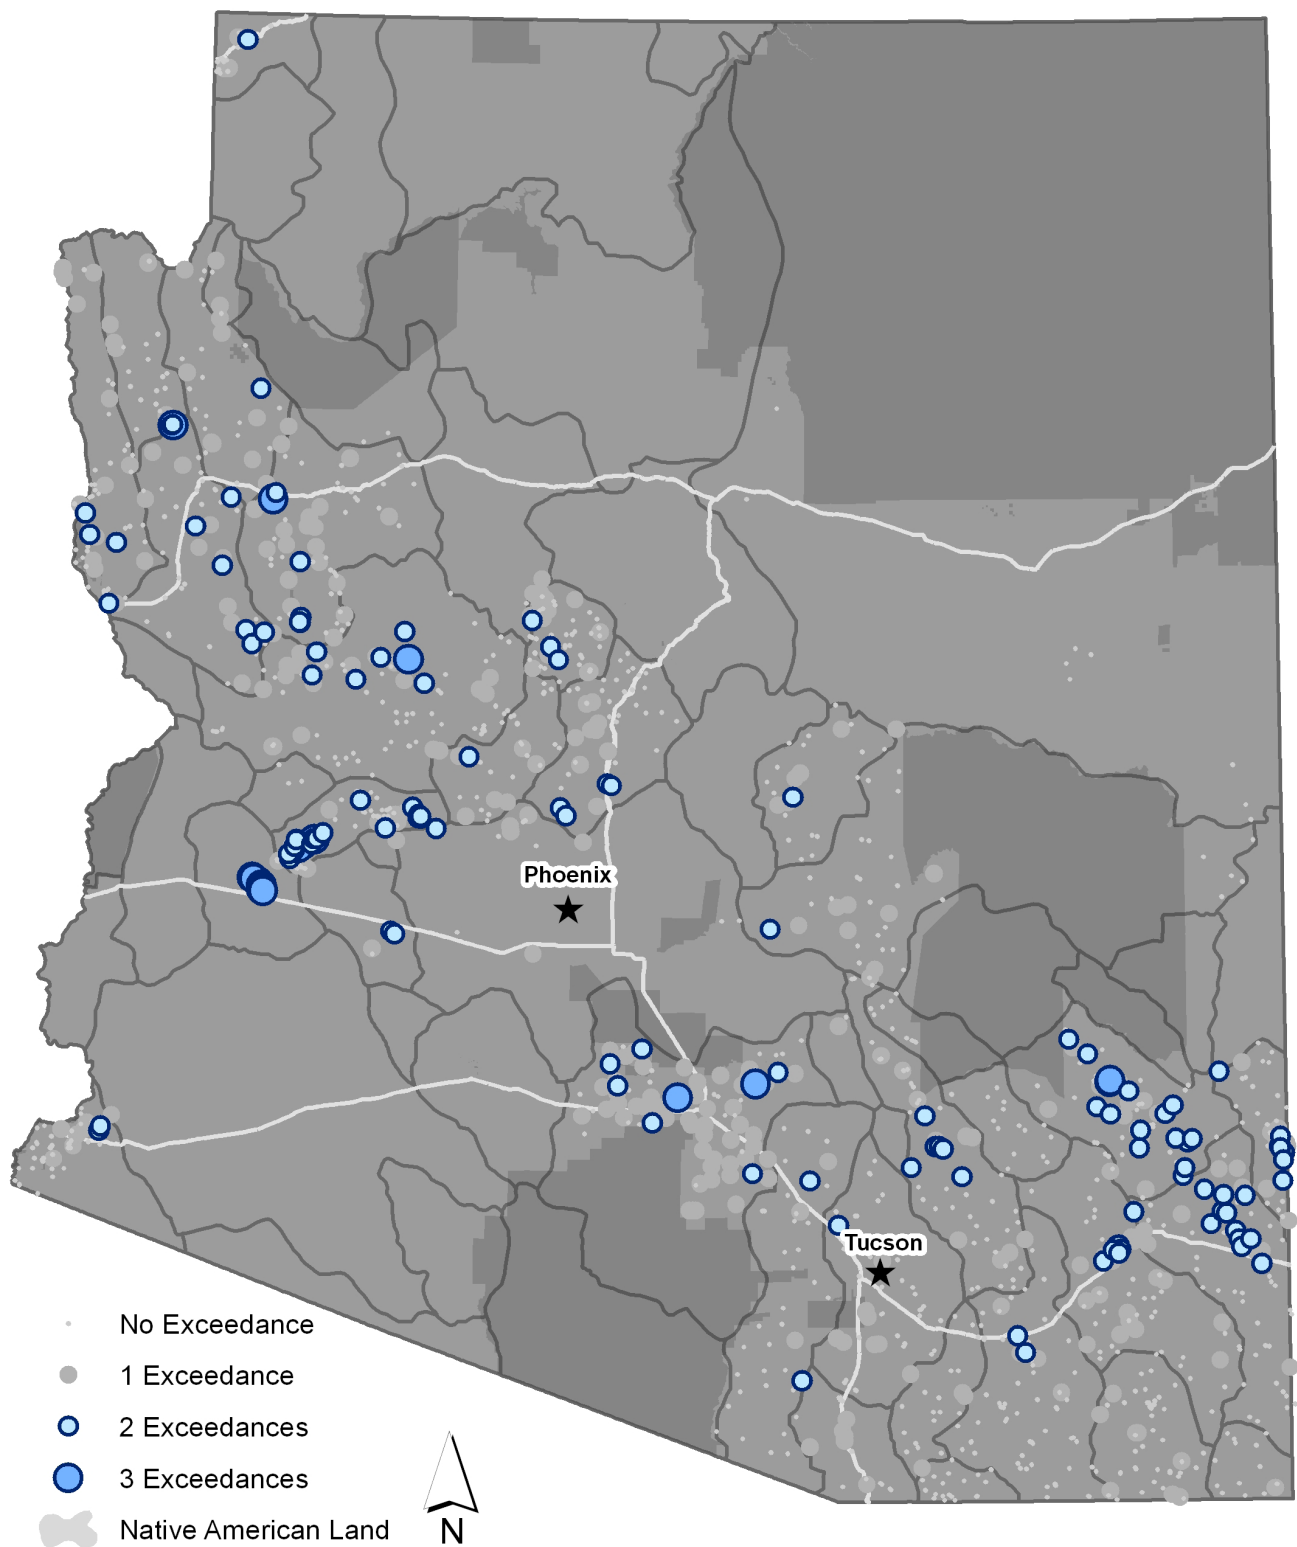 Phoenix
Tucson
No Exceedance
1 Exceedance
2 Exceedances
3 Exceedances
Native American Land
N